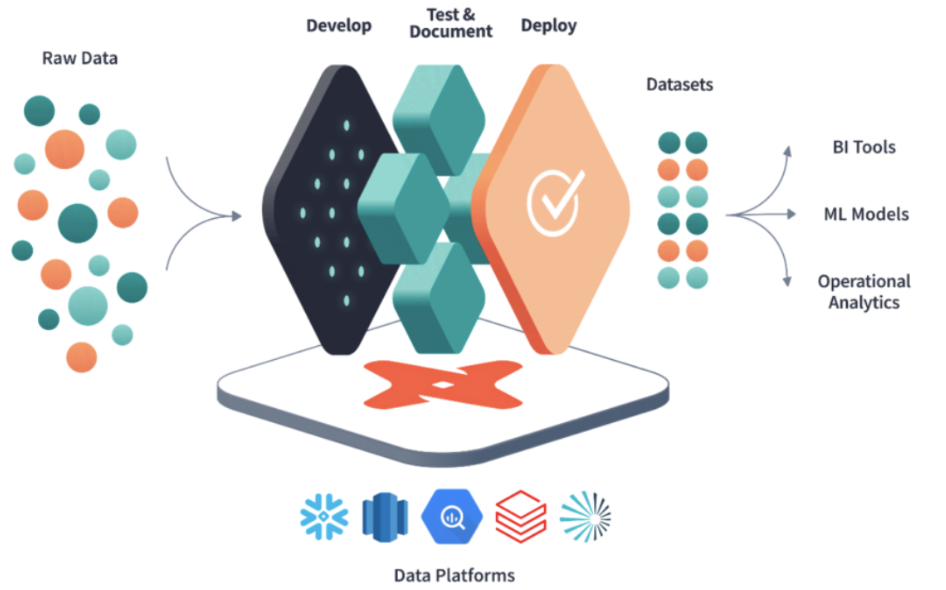 Raw Data
Develop
Test &
Document
Deploy
Datasets
BI Tools
ML Models
Operational
Analytics
Data Platforms